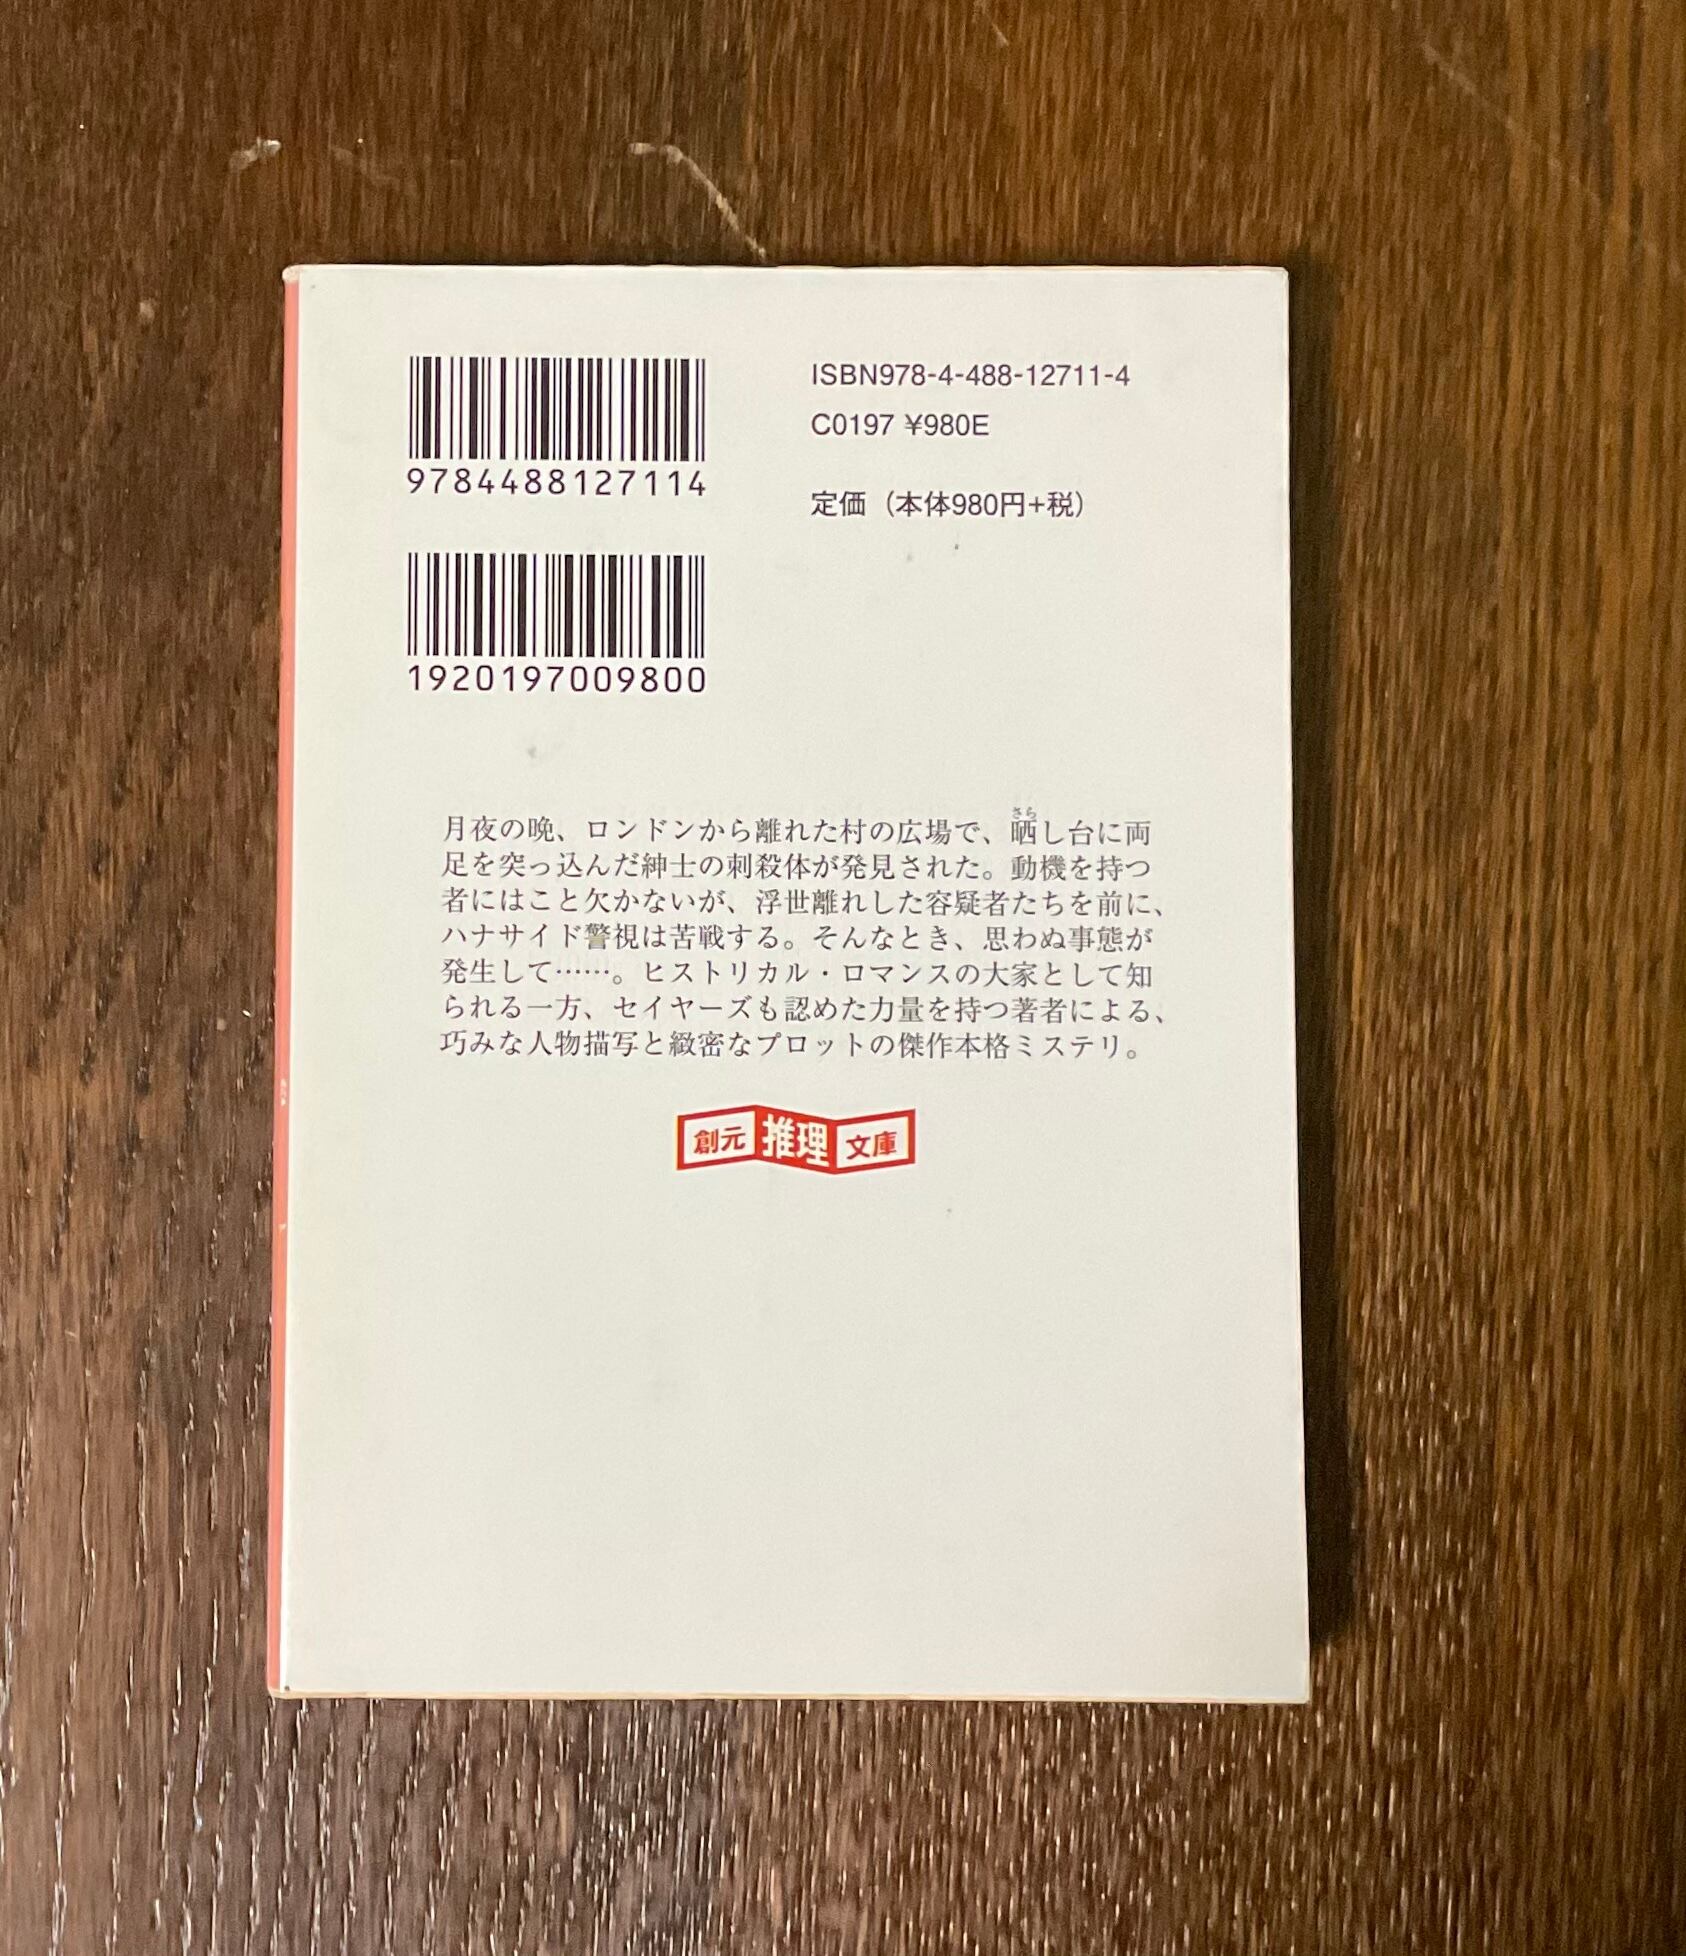 9784488127114
1920197009800
ISBN978-4-488-12711-4
C0197 ¥980E
定価（本体980円+税）
さら
月夜の晩、ロンドンから離れた村の広場で、晒し台に両
足を突っ込んだ紳士の刺殺体が発見された。動機を持つ
者にはこと欠かないが、浮世離れした容疑者たちを前に、
ハナサイド警視は苦戦する。そんなとき、思わぬ事態が
発生して……。ヒストリカル・ロマンスの大家として知
られる一方、セイヤーズも認めた力量を持つ著者による、
巧みな人物描写と緻密なプロットの傑作本格ミステリ。
創元推理文庫